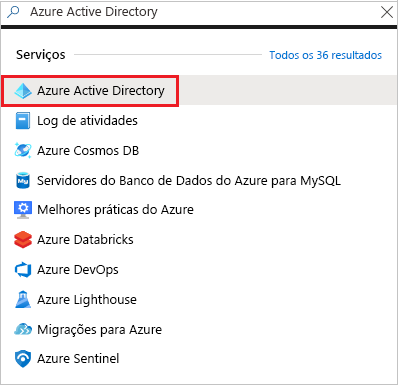 Azure Active Directory
Serviços Todos os 36 resultados
Azure Active Directory
Log de atividades
Azure Cosmos DB
Servidores do Banco de Dados do Azure para MySQL
Melhores práticas do Azure
Azure Databricks
Azure DevOps
Azure Lighthouse
Migrações para Azure
Azure Sentinel